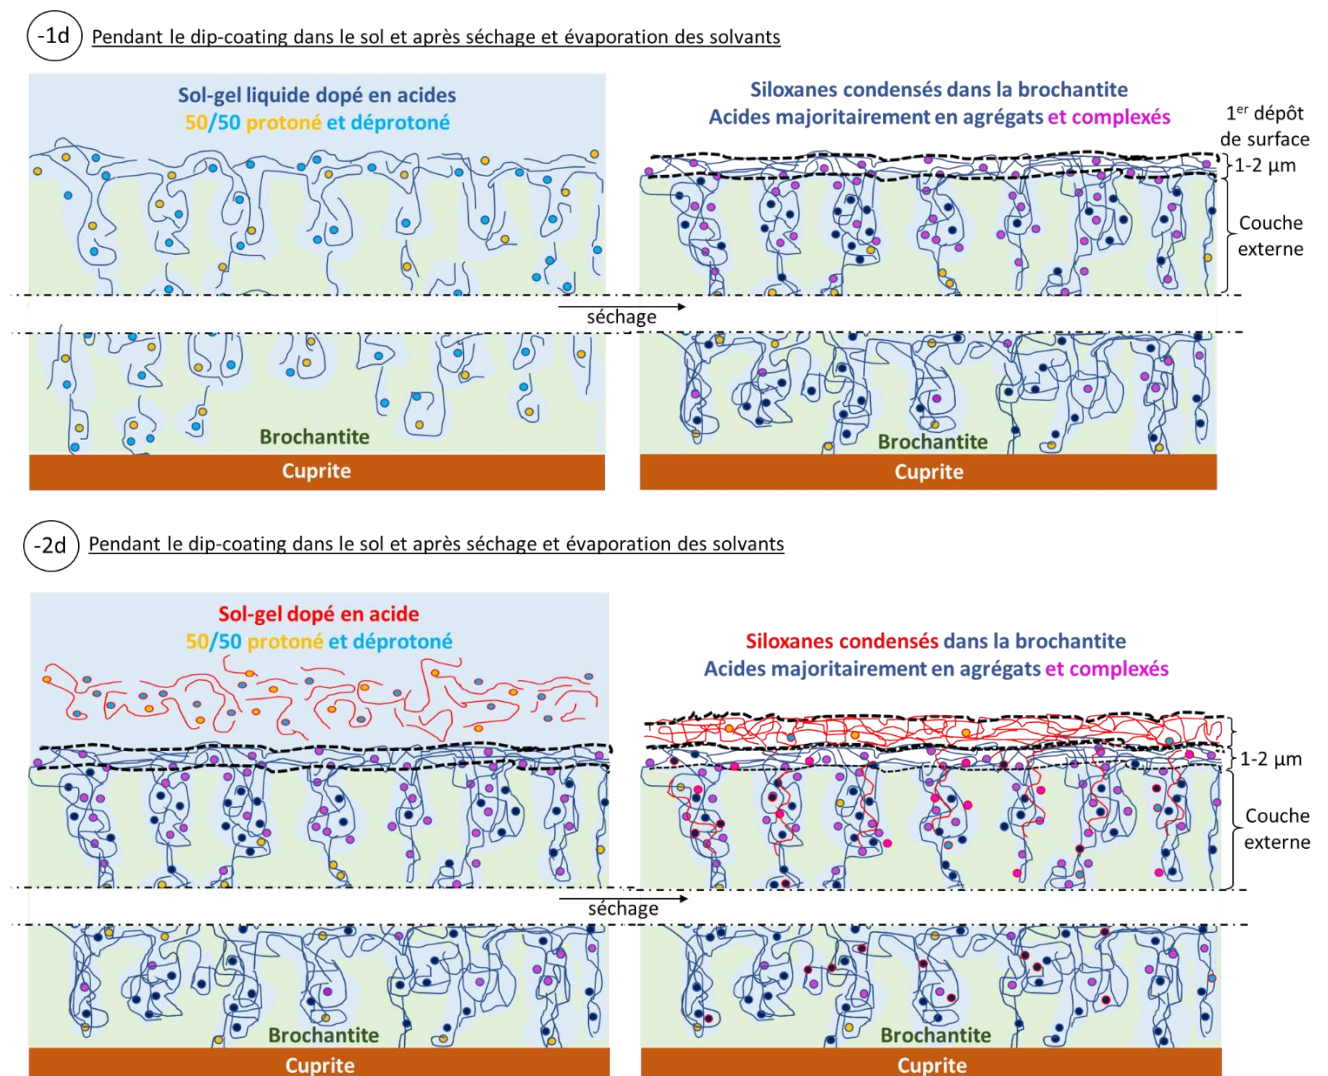 -1d
Pendant le dip-coating dans le sol et après séchage et évaporation des solvants
Sol-gel liquide dopé en acides
50/50 protoné et déprotoné
Siloxanes condensés dans la brochantite
Acides majoritairement en agrégats et complexés
1er dépôt
de surface
1-2 µm
Couche
externe
séchage
Brochantite
Cuprite
Brochantite
Cuprite
-2d
Pendant le dip-coating dans le sol et après séchage et évaporation des solvants
Sol-gel dopé en acide
50/50 protoné et déprotoné
Siloxanes condensés dans la brochantite
Acides majoritairement en agrégats et complexés
1-2 µm
Couche
externe
séchage
Brochantite
Cuprite
Brochantite
Cuprite